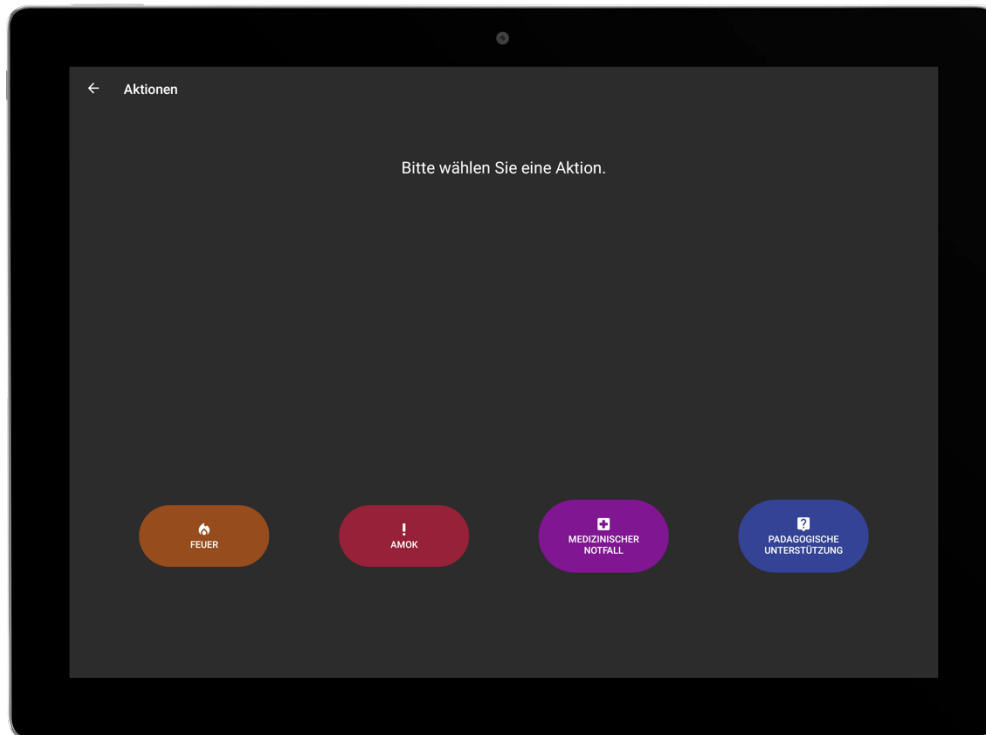 Aktionen
Bitte wählen Sie eine Aktion.
FEUER
AMOK
MEDIZINISCHER
NOTFALL
PADAGOGISCHE
UNTERSTÜTZUNG